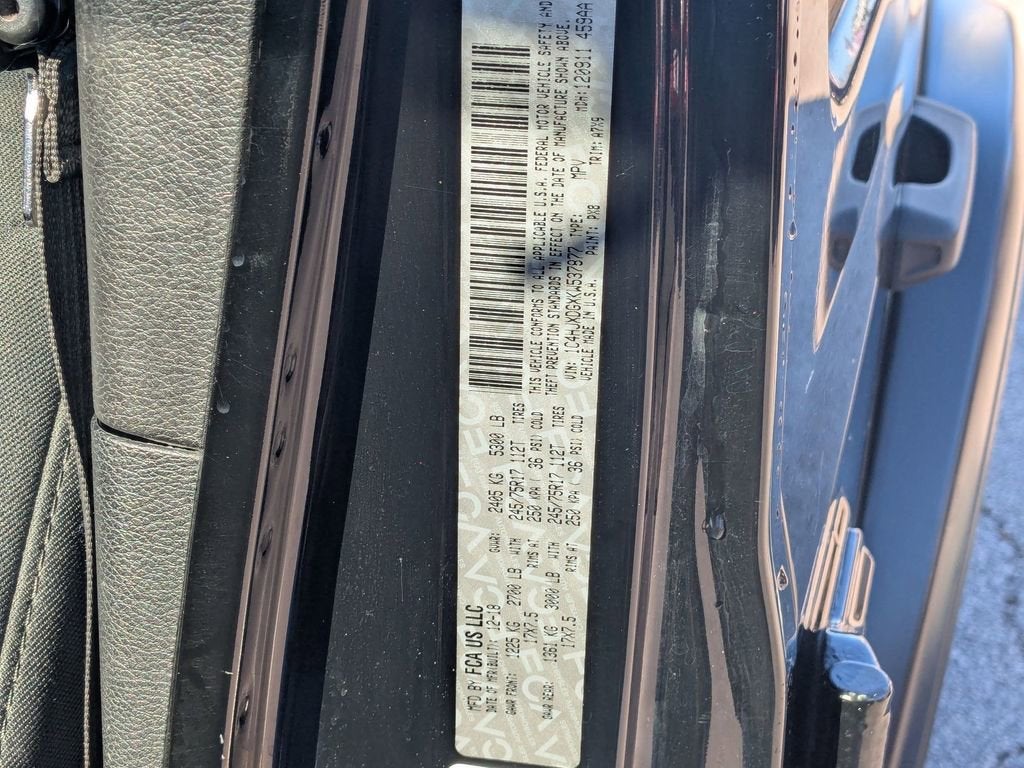 MFD BY FCA US LLC
DATE OF MFR 12-18 GVWR: 2405 KG 5300 LB
GAWR FRONT: 1225 KG 2700 LB WITH 245/75R17 112T TIRES
17X7.5 RIMS AT 250 KPA ( 36 PSI) COLD
GAWR REAR: 1361 KG 3000 LB WITH 245/75R17 112T TIRES
17X7.5 RIMS AT 250 KPA ( 36 PSI) COLD
THIS VEHICLE CONFORMS TO ALL APPLICABLE U.S.A. FEDERAL MOTOR VEHICLE SAFETY AND
THEFT PREVENTION STANDARDS IN EFFECT ON THE DATE OF MANUFACTURE SHOWN ABOVE.
VIN: TYPE: MPV MDH: 120911 459AA
VEHICLE MADE IN U.S.A. PAINT: PX8 TRIM: A7X9